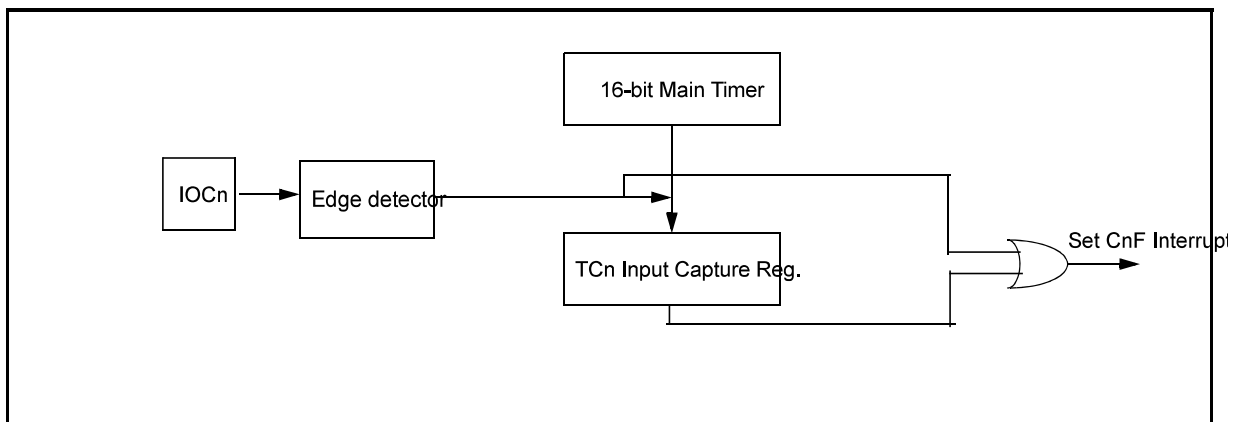 16-bit Main Timer
IOCn
Edge detector
TCn Input Capture Reg.
Set CnF Interrupt